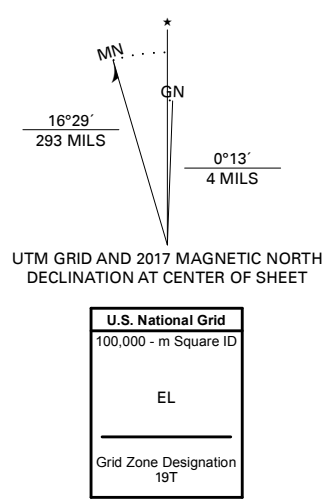 ★
MN
GN
16°29´
293 MILS
0°13´
4 MILS
UTM GRID AND 2017 MAGNETIC NORTH
DECLINATION AT CENTER OF SHEET
U.S. National Grid
100,000 - m Square ID
EL
Grid Zone Designation
19T